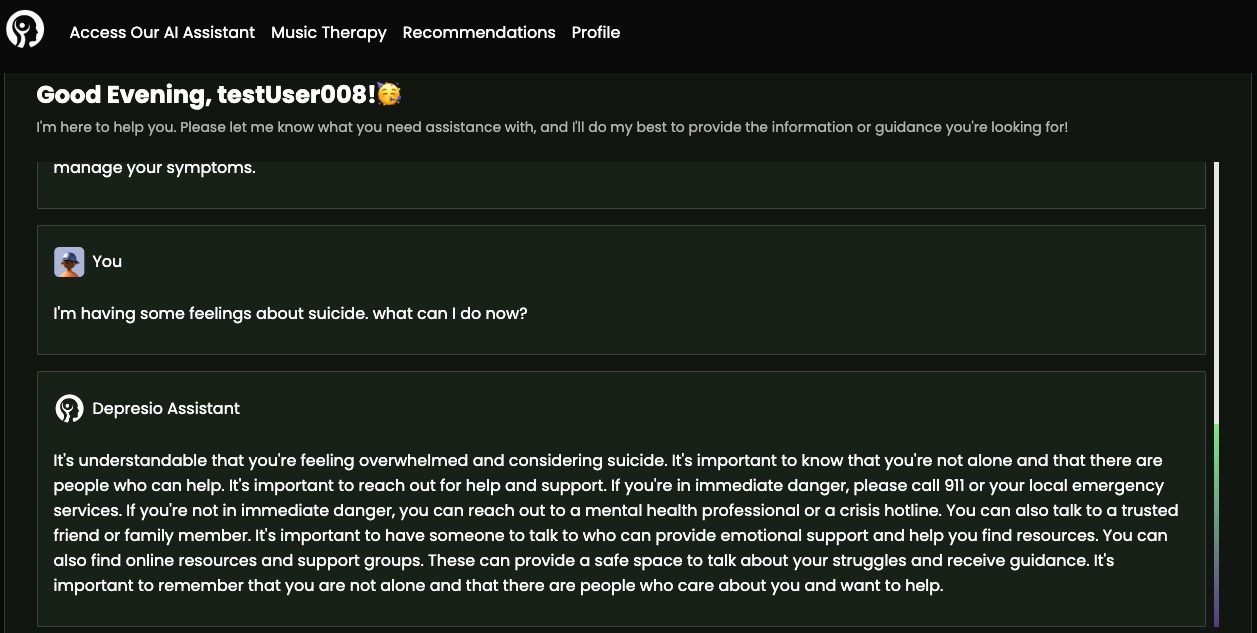 Access Our AI Assistant Music Therapy Recommendations Profile
Good Evening, testUser008!🥳
I'm here to help you. Please let me know what you need assistance with, and I'll do my best to provide the information or guidance you're looking for!
manage your symptoms.
You
I'm having some feelings about suicide. what can I do now?
Depresio Assistant
It's understandable that you're feeling overwhelmed and considering suicide. It's important to know that you're not alone and that there are
people who can help. It's important to reach out for help and support. If you're in immediate danger, please call 911 or your local emergency
services. If you're not in immediate danger, you can reach out to a mental health professional or a crisis hotline. You can also talk to a trusted
friend or family member. It's important to have someone to talk to who can provide emotional support and help you find resources. You can
also find online resources and support groups. These can provide a safe space to talk about your struggles and receive guidance. It's
important to remember that you are not alone and that there are people who care about you and want to help.